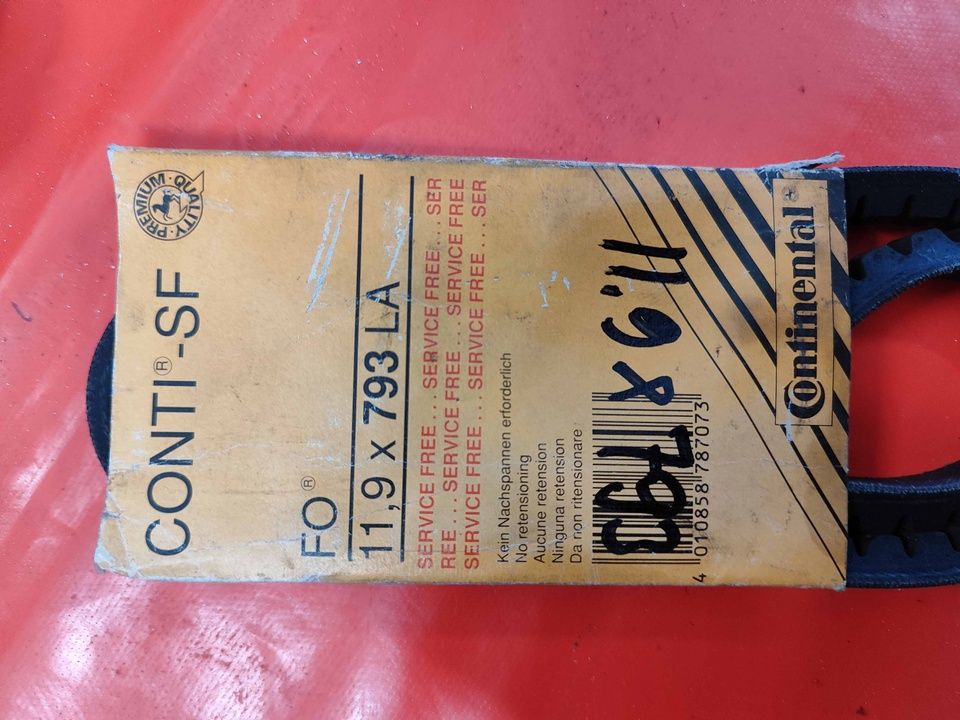 PREMIUM · QUALITY ·
CONTI®-SF
FO®
11,9 x 793 LA
SERVICE FREE... SERVICE FREE.... SER
REE ... SERVICE FREE ... SERVICE FREE
SERVICE FREE ... SERVICE FREE.... SER
Kein Nachspannen erforderlich
No retensioning
Aucune retension
Ninguna retension
Da non ritensionare
11.9 x 793
4 010858 787073
Continental